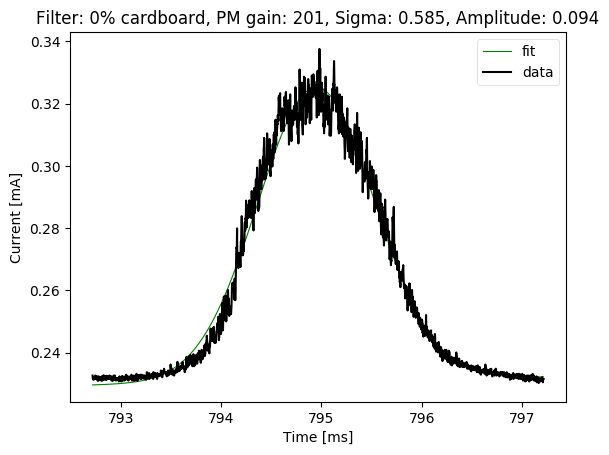 Filter: 0% cardboard, PM gain: 201, Sigma: 0.585, Amplitude: 0.094
0.34
fit
data
0.32
0.30
0.28
0.26
0.24
Current [mA]
793 794 795 796 797
Time [ms]